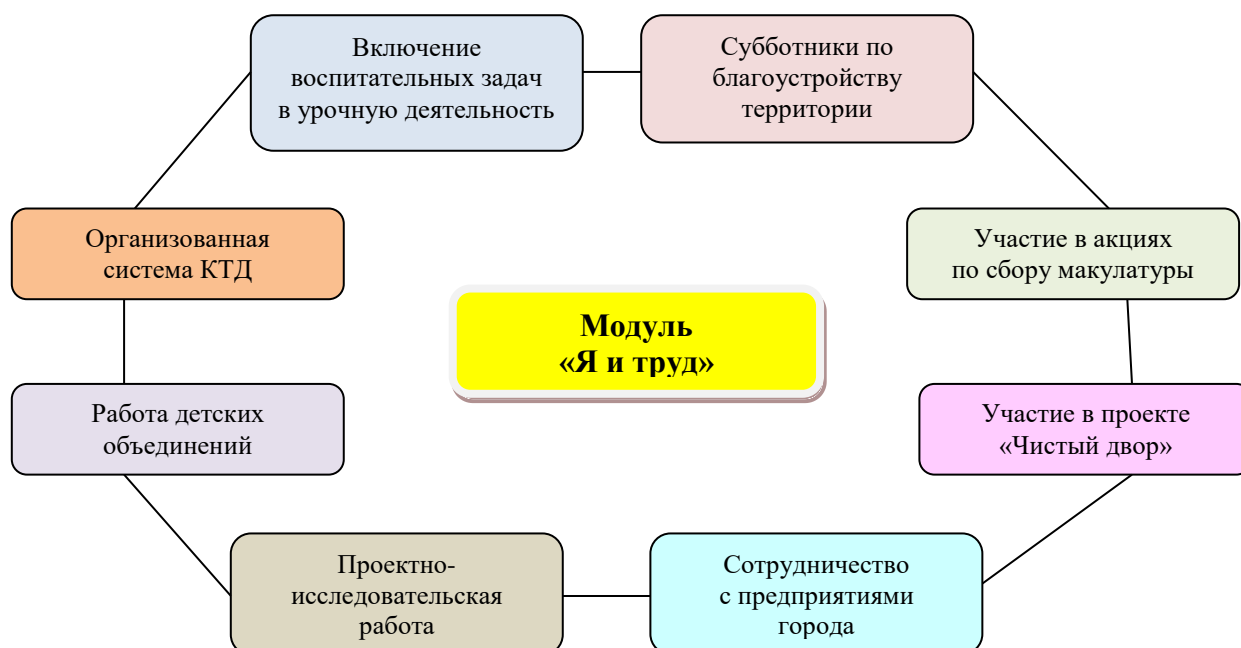 Включение
воспитательных задач
в урочную деятельность
Субботники по
благоустройству
территории
Организованная
система КТД
Участие в акциях
по сбору макулатуры
Модуль
«Я и труд»
Работа детских
объединений
Участие в проекте
«Чистый двор»
Проектно-
исследовательская
работа
Сотрудничество
с предприятиями
города